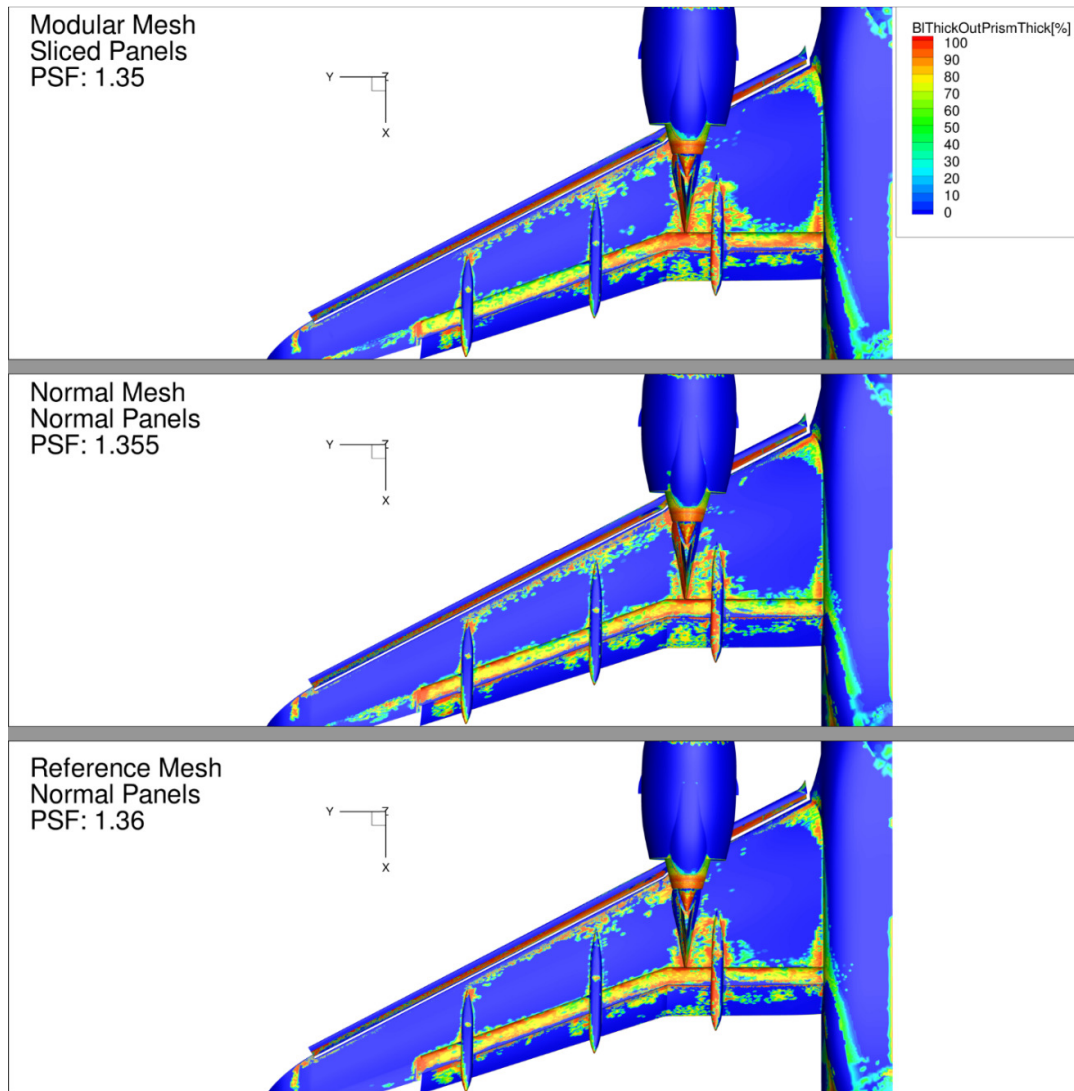 Modular Mesh
Sliced Panels
PSF: 1.35
Y
Z
X
BlThickOutPrismThick[%]
100
90
80
70
60
50
40
30
20
10
0
Normal Mesh
Normal Panels
PSF: 1.355
Y
Z
X
Reference Mesh
Normal Panels
PSF: 1.36
Y
Z
X